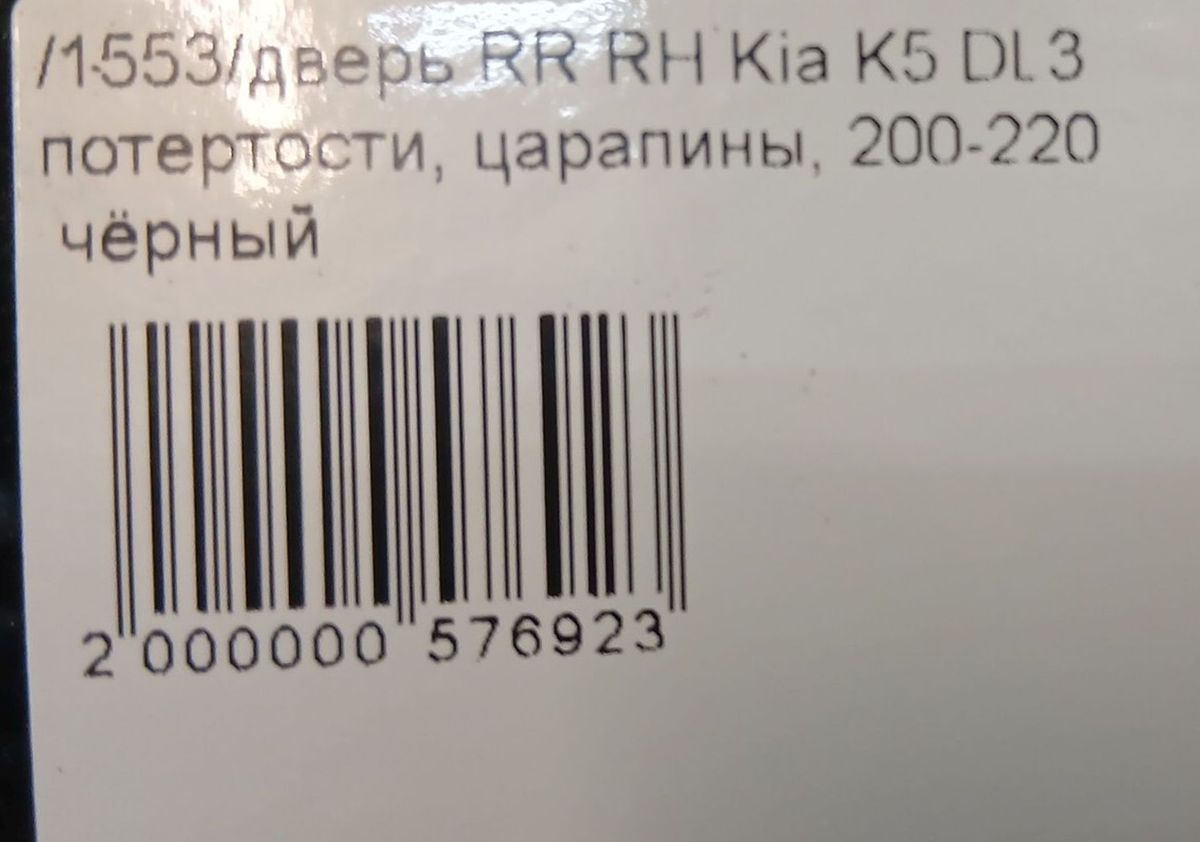 /1553/дверь RR RH Kia K5 DL3
потертости, царапины, 200-220
чёрный
2 000000 576923